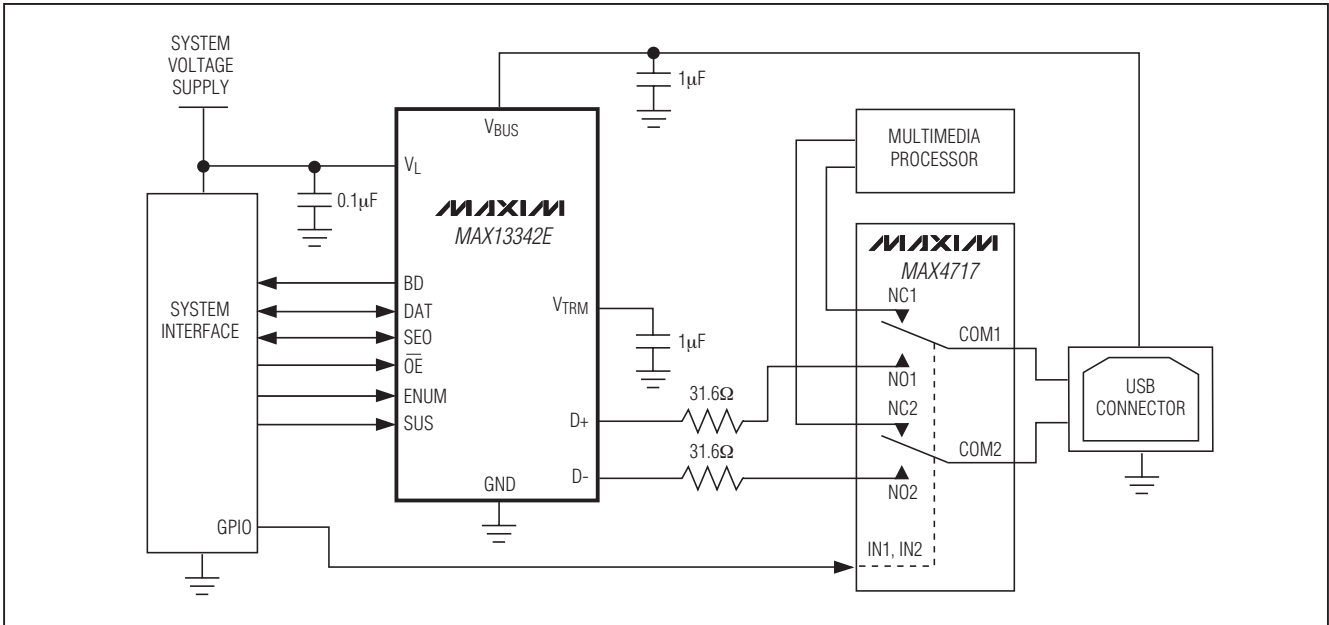 SYSTEM
VOLTAGE
SUPPLY
1µF
VBUS
MULTIMEDIA
PROCESSOR
VL
0.1µF
MAXIM
MAX13342E
MAXIM
MAX4717
BD
NC1
SYSTEM
INTERFACE
DAT
VTRM
SEO
1µF
COM1
OE
NO1
USB
CONNECTOR
ENUM
31.6Ω
NC2
SUS
D+
COM2
31.6Ω
D-
NO2
GND
GPIO
IN1, IN2